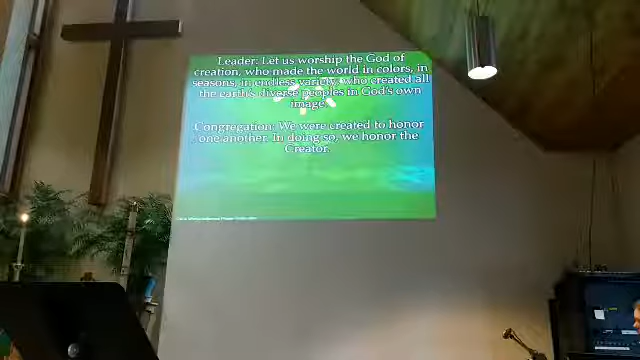 Leader: Let us worship the God of
creation, who made the world in colors, in
seasons, in endless variety, who created all
the earth's diverse peoples in God's own
image.
Congregation: We were created to honor
one another. In doing so, we honor the
Creator.